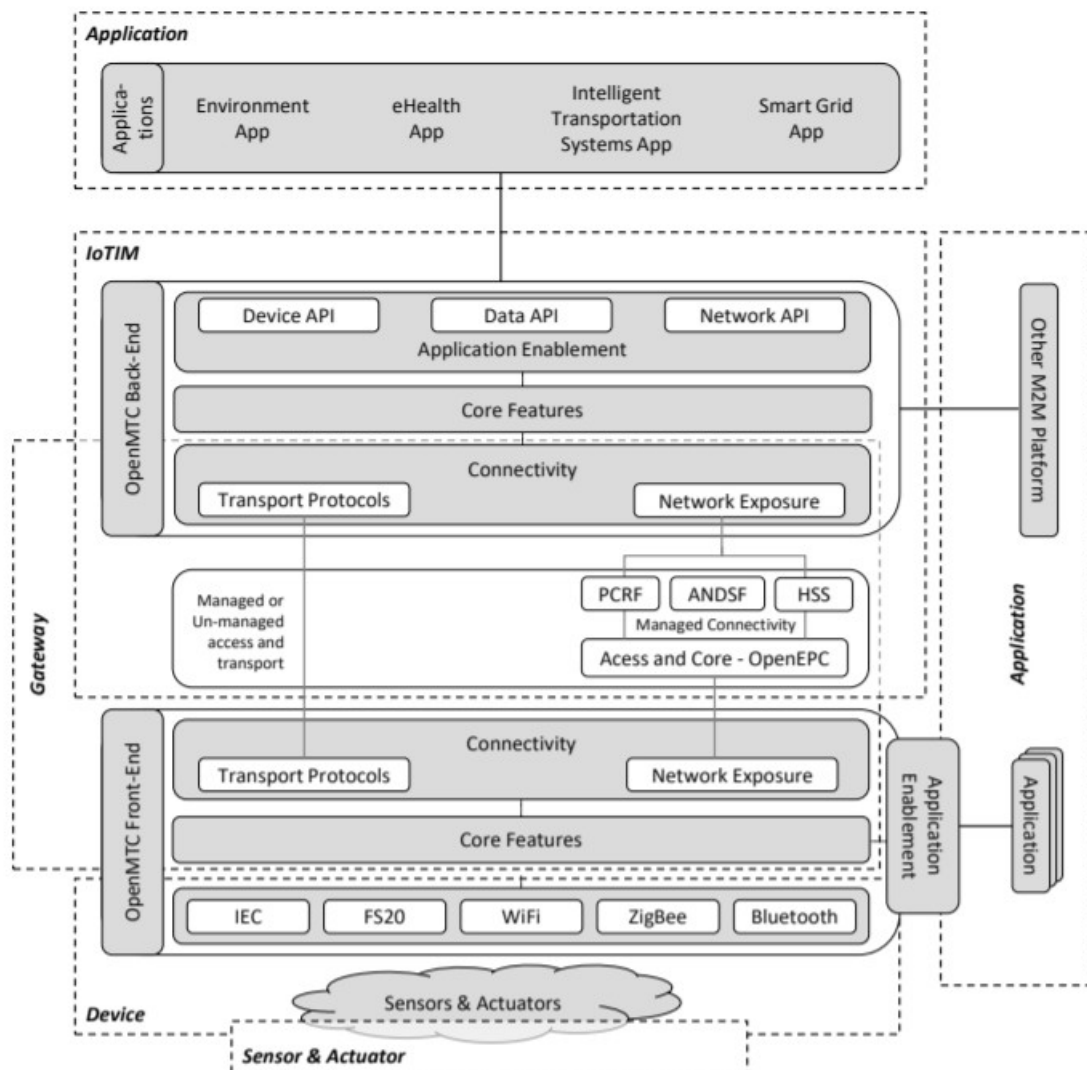 Application
Applica-
tions
Environment
App
eHealth
App
Intelligent
Transportation
Systems App
Smart Grid
App
IoTIM
OpenMTC Back-End
Device API
Data API
Network API
Application Enablement
Core Features
Connectivity
Transport Protocols
Network Exposure
Other M2M Platform
Gateway
Managed or
Un-managed
access and
transport
PCRF
ANDSF
HSS
Managed Connectivity
Acess and Core - OpenEPC
Application
OpenMTC Front-End
Connectivity
Transport Protocols
Network Exposure
Core Features
Application
Enablement
Application
IEC
FS20
WiFi
ZigBee
Bluetooth
Device
Sensors & Actuators
Sensor & Actuator